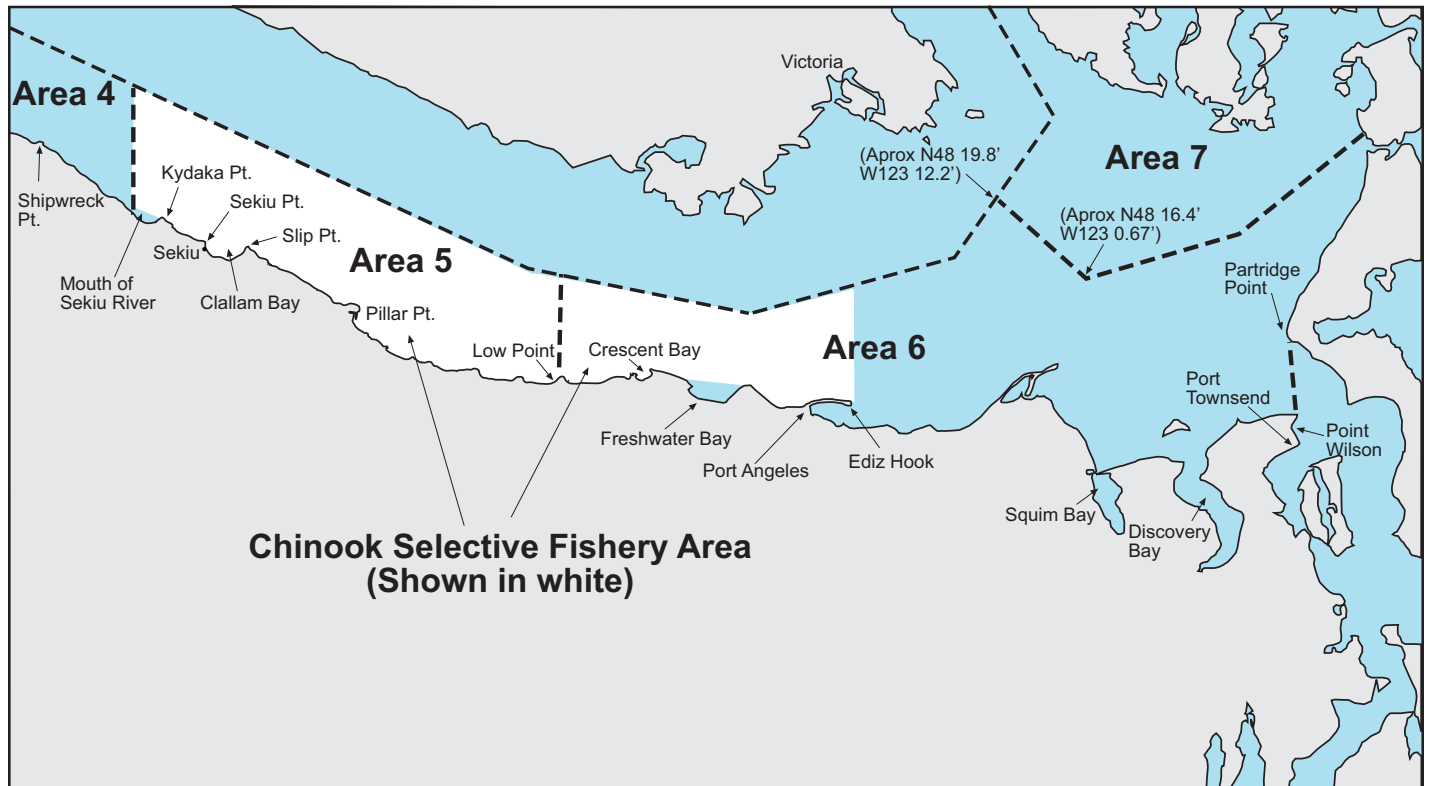 Victoria
Area 4
(Aprox N48 19.8’
W123 12.2’)
Area 7
Kydaka Pt.
Shipwreck
Pt.
Sekiu Pt.
(Aprox N48 16.4’
W123 0.67’)
Slip Pt.
Sekiu
Area 5
Mouth of
Sekiu River
Clallam Bay
Partridge
Point
Pillar Pt.
Low Point
Crescent Bay
Area 6
Port
Townsend
Freshwater Bay
Point
Wilson
Port Angeles
Ediz Hook
Squim Bay
Discovery
Bay
Chinook Selective Fishery Area
(Shown in white)